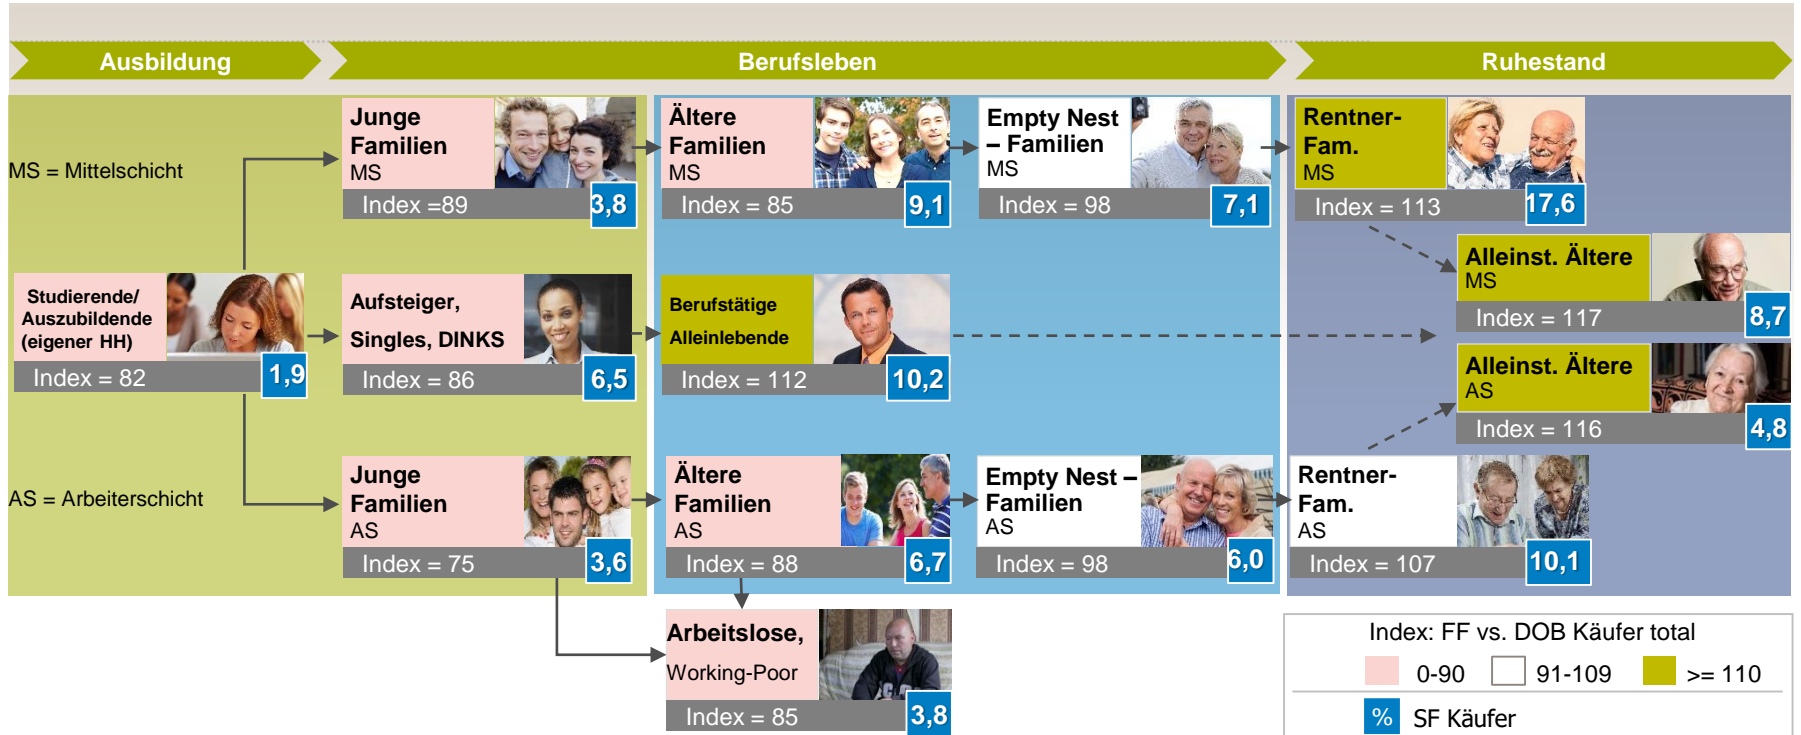 Ausbildung
Berufsleben
Ruhestand
MS = Mittelschicht
Junge
Familien
MS
Index =89
3,8
Ältere
Familien
MS
Index = 85
9,1
Empty Nest
– Familien
MS
Index = 98
7,1
Rentner-
Fam.
MS
Index = 113
17,6
Alleinst. Ältere
MS
Index = 117
8,7
Studierende/
Auszubildende
(eigener HH)
Index = 82
1,9
Aufsteiger,
Singles, DINKS
Index = 86
6,5
Berufstätige
Alleinlebende
Index = 112
10,2
Alleinst. Ältere
AS
Index = 116
4,8
AS = Arbeiterschicht
Junge
Familien
AS
Index = 75
3,6
Ältere
Familien
AS
Index = 88
6,7
Empty Nest –
Familien
AS
Index = 98
6,0
Rentner-
Fam.
AS
Index = 107
10,1
Arbeitslose,
Working-Poor
Index = 85
3,8
Index: FF vs. DOB Käufer total
0-90
91-109
>= 110
% SF Käufer